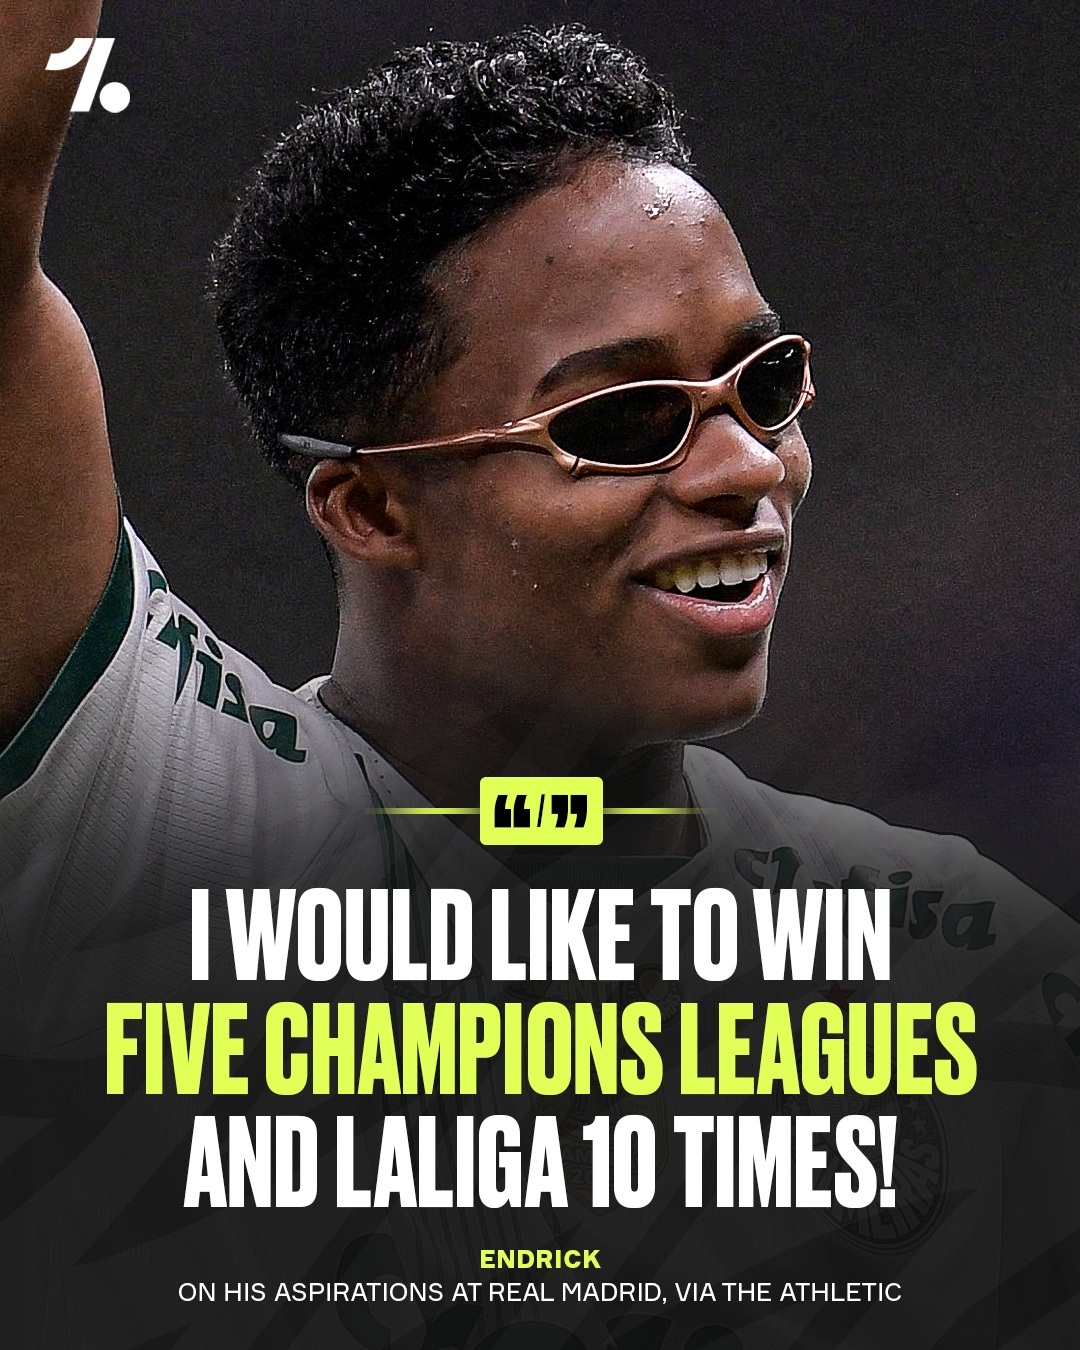 Crefisa
"/"
I WOULD LIKE TO WIN
FIVE CHAMPIONS LEAGUES
AND LALIGA 10 TIMES!
ENDRICK
ON HIS ASPIRATIONS AT REAL MADRID, VIA THE ATHLETIC